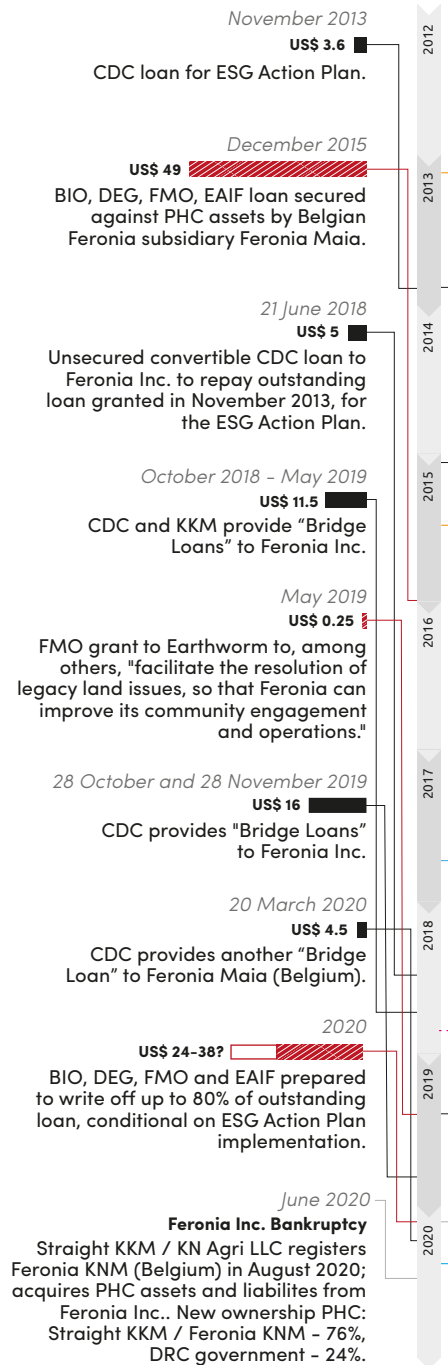 November 2013
US$ 3.6
CDC loan for ESG Action Plan.
December 2015
US$ 49
BIO, DEG, FMO, EAIF loan secured
against PHC assets by Belgian
Feronia subsidiary Feronia Maia.
21 June 2018
US$ 5
Unsecured convertible CDC loan to
Feronia Inc. to repay outstanding
loan granted in November 2013, for
the ESG Action Plan.
October 2018 - May 2019
US$ 11.5
CDC and KKM provide “Bridge
Loans” to Feronia Inc.
May 2019
US$ 0.25
FMO grant to Earthworm to, among
others, "facilitate the resolution of
legacy land issues, so that Feronia can
improve its community engagement
and operations."
28 October and 28 November 2019
US$ 16
CDC provides "Bridge Loans”
to Feronia Inc.
20 March 2020
US$ 4.5
CDC provides another “Bridge
Loan” to Feronia Maia (Belgium).
2020
US$ 24-38?
BIO, DEG, FMO and EAIF prepared
to write off up to 80% of outstanding
loan, conditional on ESG Action Plan
implementation.
June 2020
Feronia Inc. Bankruptcy
Straight KKM / KN Agri LLC registers
Feronia KNM (Belgium) in August 2020;
acquires PHC assets and liabilites from
Feronia Inc.. New ownership PHC:
Straight KKM / Feronia KNM - 76%,
DRC government - 24%.
2012
2013
2014
2015
2016
2017
2018
2019
2020